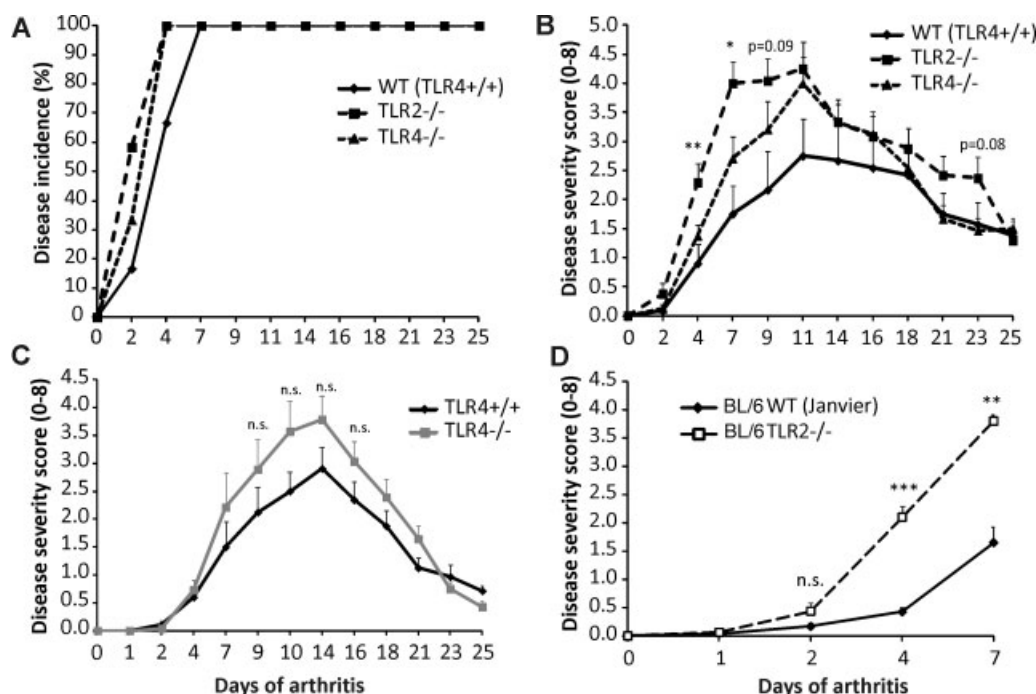 A
Disease incidence (%)
100
90
80
70
60
50
40
30
20
10
0
0 2 4 7 9 11 14 16 18 21 23 25
WT (TLR4+/+)
TLR2-/-
TLR4-/-
B
Disease severity score (0-8)
5.0
4.5
4.0
3.5
3.0
2.5
2.0
1.5
1.0
0.5
0.0
0 2 4 7 9 11 14 16 18 21 23 25
** * p=0.09
p=0.08
WT (TLR4+/+)
TLR2-/-
TLR4-/-
C
Disease severity score (0-8)
4.5
4.0
3.5
3.0
2.5
2.0
1.5
1.0
0.5
0.0
0 1 2 4 7 9 10 14 16 18 21 23 25
Days of arthritis
n.s. n.s. n.s. n.s.
TLR4+/+
TLR4-/-
D
Disease severity score (0-8)
4.5
4.0
3.5
3.0
2.5
2.0
1.5
1.0
0.5
0.0
0 1 2 4 7
Days of arthritis
n.s. *** **
BL/6 WT (Janvier)
BL/6 TLR2-/-